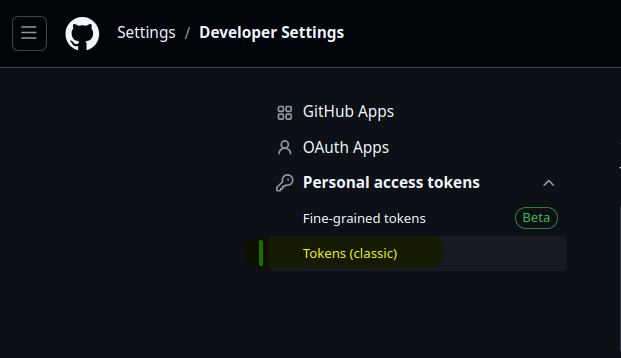 Settings / Developer Settings
GitHub Apps
OAuth Apps
Personal access tokens
Fine-grained tokens Beta
Tokens (classic)